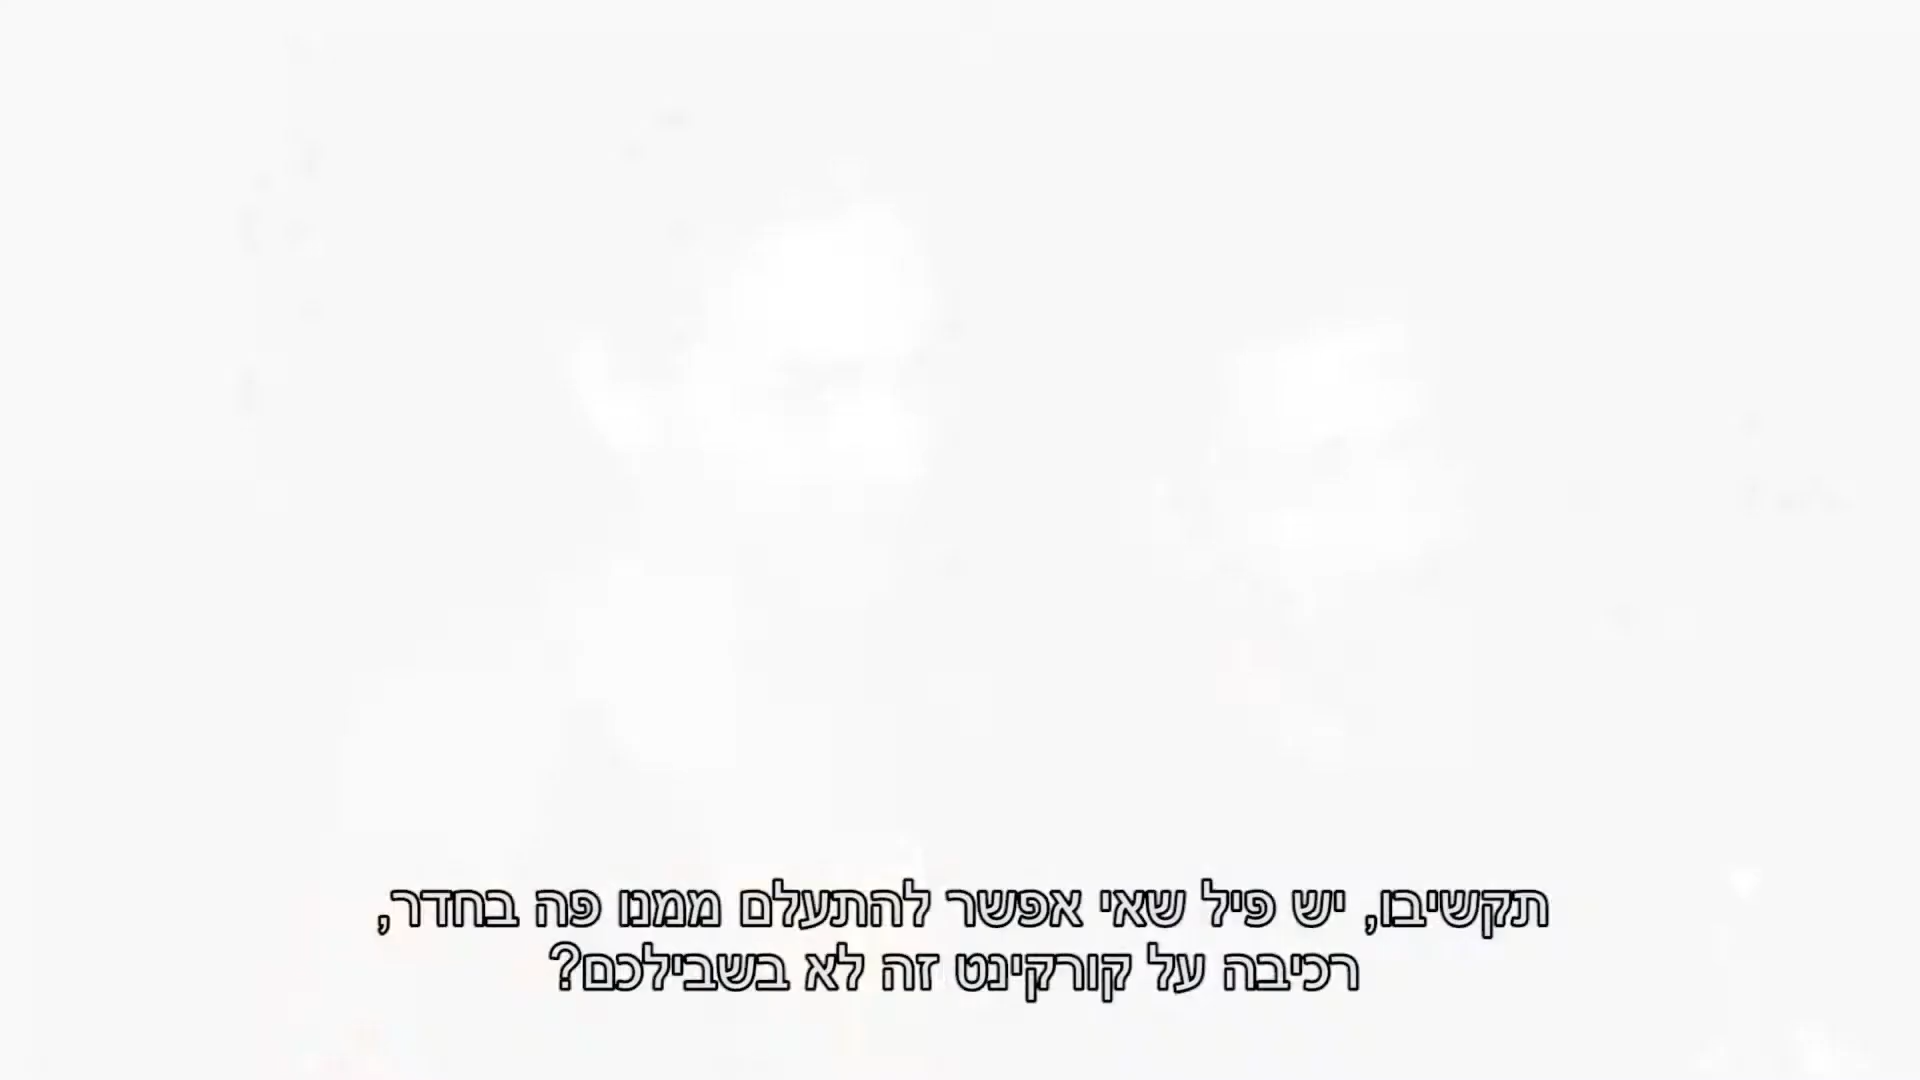 תקשיבו, יש פיל שאי אפשר להתעלם ממנו פה בחדר,
רכיבה על קורקינט זה לא בשבילכם?